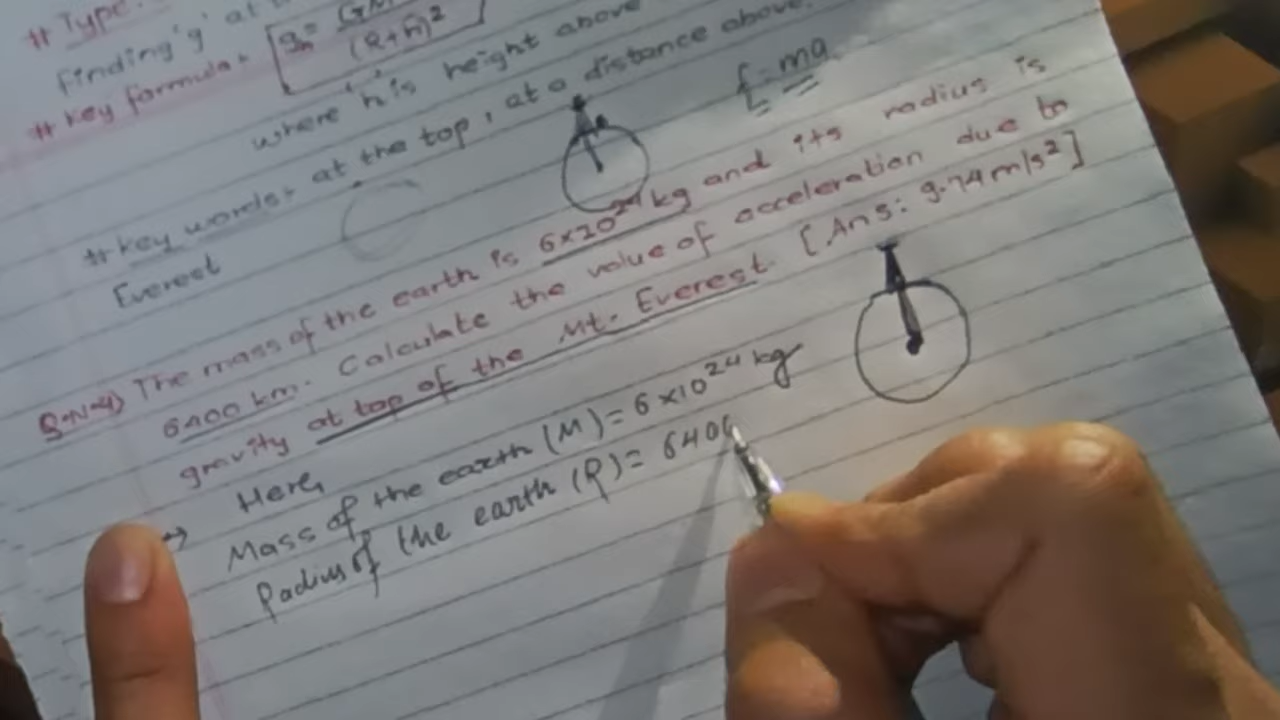 # Type:
finding 'g' at
# Key formula → gh = GM / (R+h)²
where 'h' is height above
# Key words → at the top, at a distance above.
Everest
f = ma
Q.N.4) The mass of the earth is 6×10²⁴ kg and its radius is
6400 km. Calculate the value of acceleration due to
gravity at top of the Mt. Everest. [Ans: 9.74 m/s²]
→ Here,
Mass of the earth (M) = 6×10²⁴ kg
Radius of the earth (R) = 6400